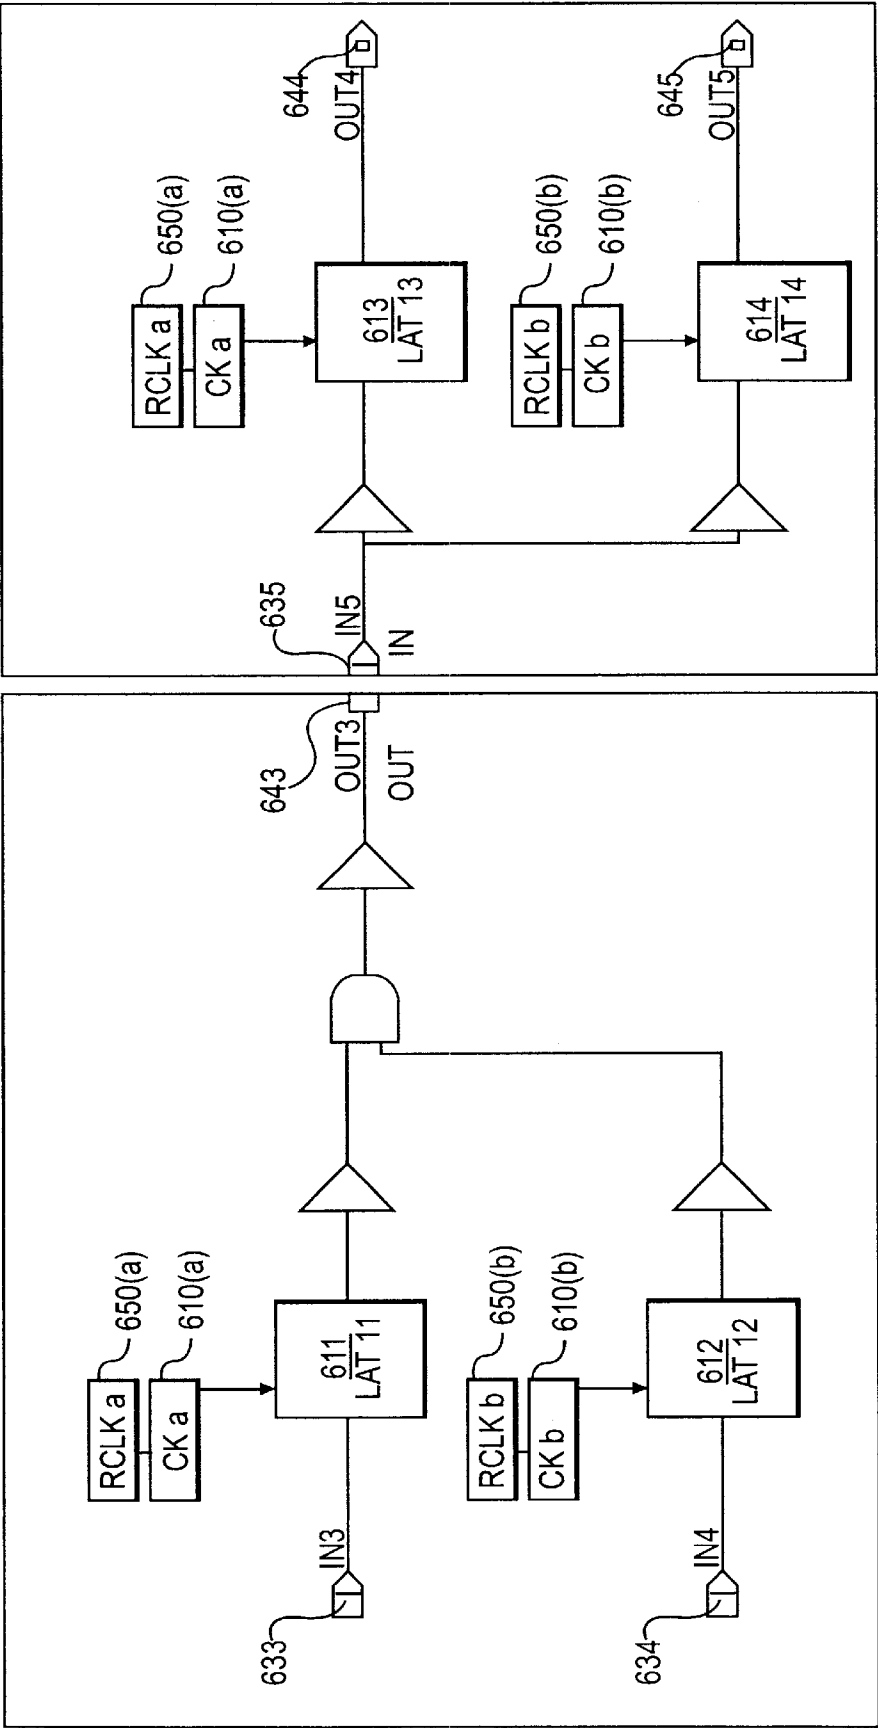 RCLK a
650(a)
CK a
610(a)
611
LAT 11
633
IN3
RCLK b
650(b)
CK b
610(b)
612
LAT 12
634
IN4
643
OUT3
OUT
635
IN5
IN
RCLK a
650(a)
CK a
610(a)
613
LAT 13
644
OUT4
RCLK b
650(b)
CK b
610(b)
614
LAT 14
645
OUT5